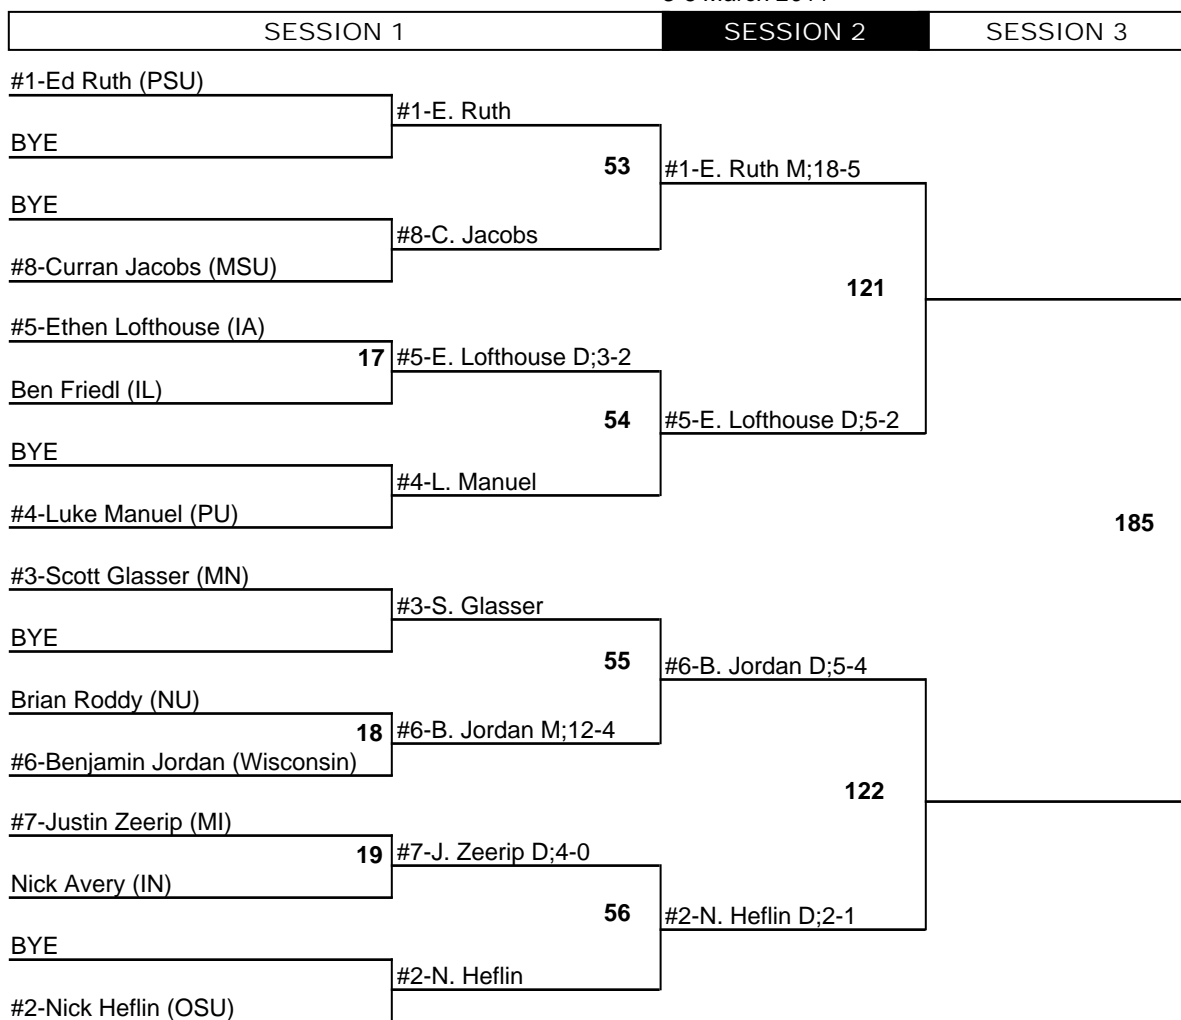 SESSION 1 SESSION 2 SESSION 3
#1-Ed Ruth (PSU)
#1-E. Ruth
BYE
53 #1-E. Ruth M;18-5
BYE
#8-C. Jacobs
#8-Curran Jacobs (MSU)
121
#5-Ethen Lofthouse (IA)
17 #5-E. Lofthouse D;3-2
Ben Friedl (IL)
54 #5-E. Lofthouse D;5-2
BYE
#4-L. Manuel
#4-Luke Manuel (PU)
185
#3-Scott Glasser (MN)
#3-S. Glasser
BYE
55 #6-B. Jordan D;5-4
Brian Roddy (NU)
18 #6-B. Jordan M;12-4
#6-Benjamin Jordan (Wisconsin)
122
#7-Justin Zeerip (MI)
19 #7-J. Zeerip D;4-0
Nick Avery (IN)
56 #2-N. Heflin D;2-1
BYE
#2-N. Heflin
#2-Nick Heflin (OSU)